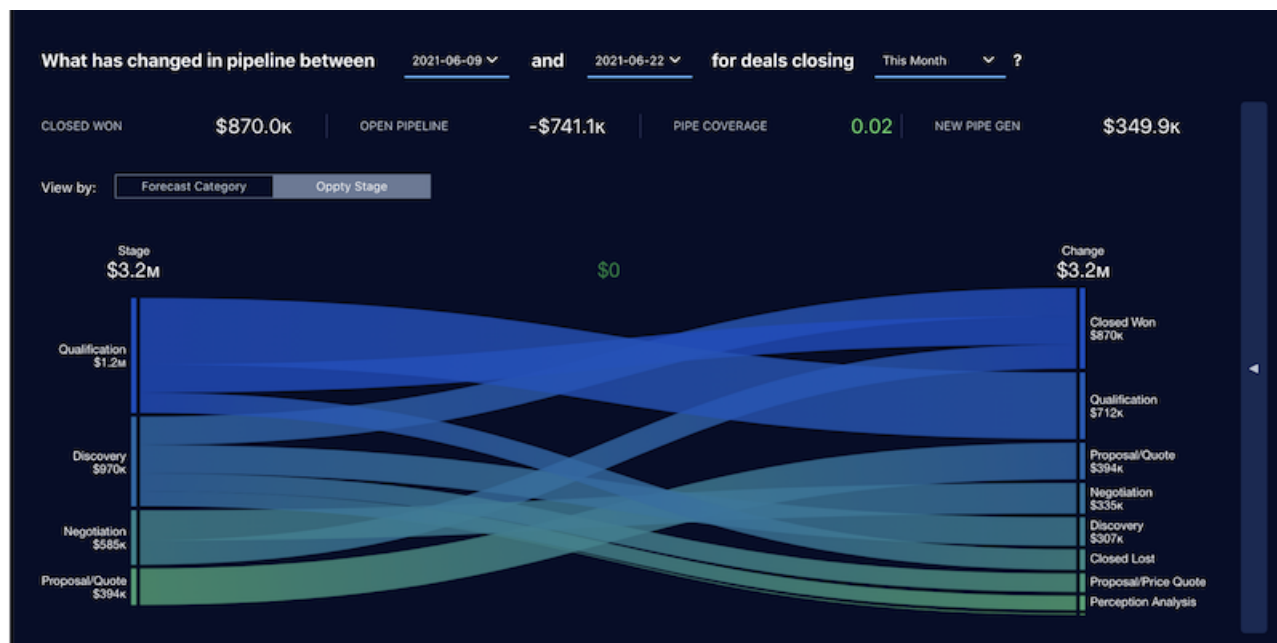 What has changed in pipeline between 2021-06-09 and 2021-06-22 for deals closing This Month ?
CLOSED WON $870.0K OPEN PIPELINE -$741.1K PIPE COVERAGE 0.02 NEW PIPE GEN $349.9K
View by: Forecast Category Oppty Stage
Stage
$3.2M
$0
Change
$3.2M
Qualification
$1.2M
Discovery
$970K
Negotiation
$585K
Proposal/Quote
$394K
Closed Won
$870K
Qualification
$712K
Proposal/Quote
$394K
Negotiation
$335K
Discovery
$307K
Closed Lost
Proposal/Price Quote
Perception Analysis